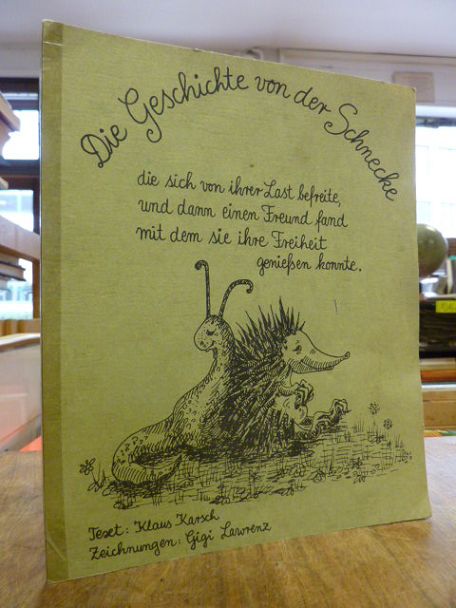 Die Geschichte von der Schnecke
die sich von ihrer Last befreite,
und dann einen Freund fand
mit dem sie ihre Freiheit
genießen konnte.
Text: Klaus Karsch
Zeichnungen: Gigi Lawrenz